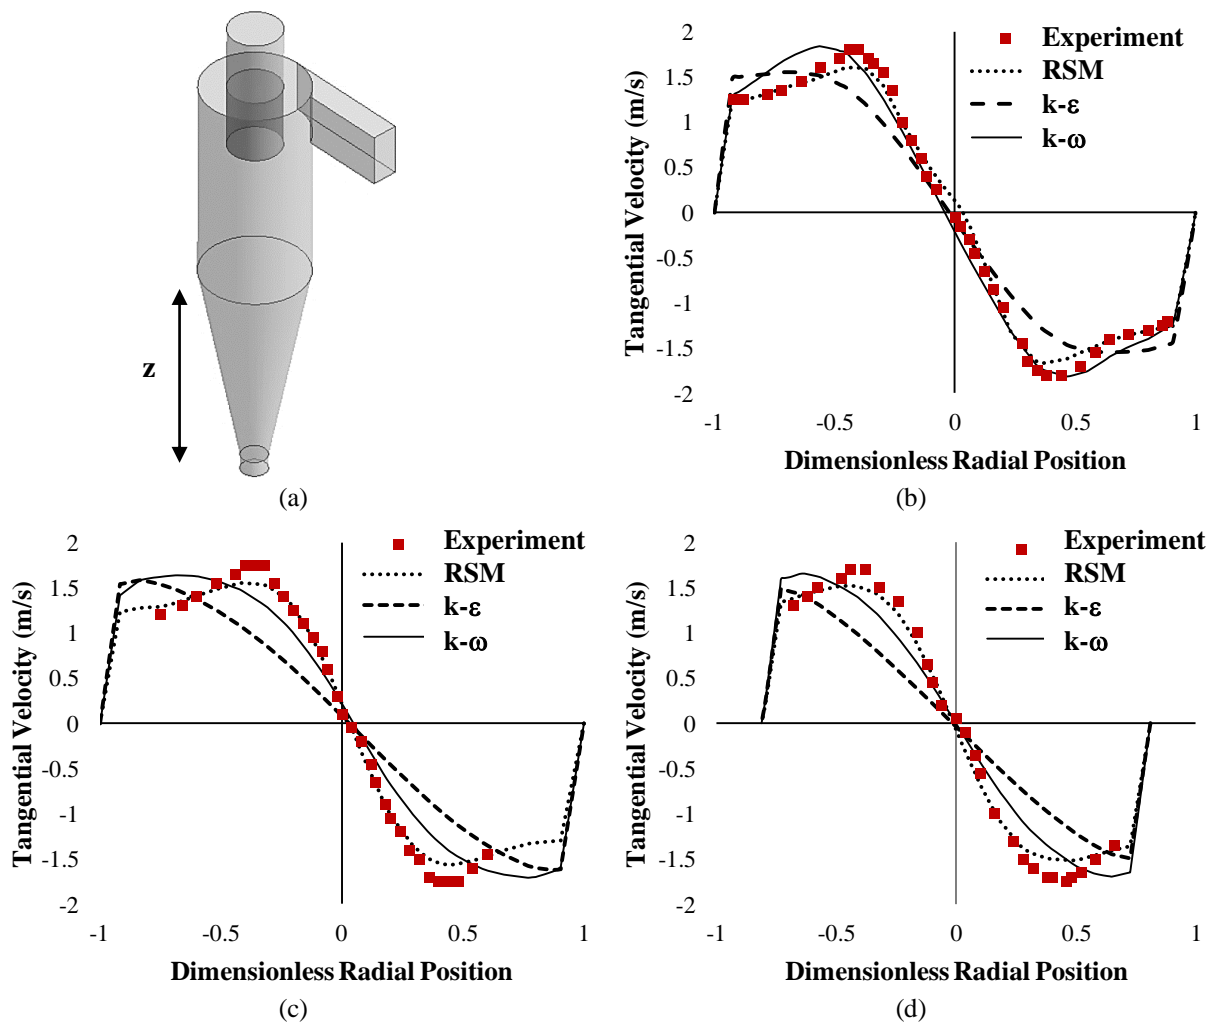 z
(a)
2
1.5
1
0.5
0
-0.5
-1
-1.5
-2
-1
-0.5
0
0.5
1
Tangential Velocity (m/s)
Dimensionless Radial Position
Experiment
RSM
k-ε
k-ω
(b)
2
1.5
1
0.5
0
-0.5
-1
-1.5
-2
-1
-0.5
0
0.5
1
Tangential Velocity (m/s)
Dimensionless Radial Position
Experiment
RSM
k-ε
k-ω
(c)
2
1.5
1
0.5
0
-0.5
-1
-1.5
-2
-1
-0.5
0
0.5
1
Tangential Velocity (m/s)
Dimensionless Radial Position
Experiment
RSM
k-ε
k-ω
(d)